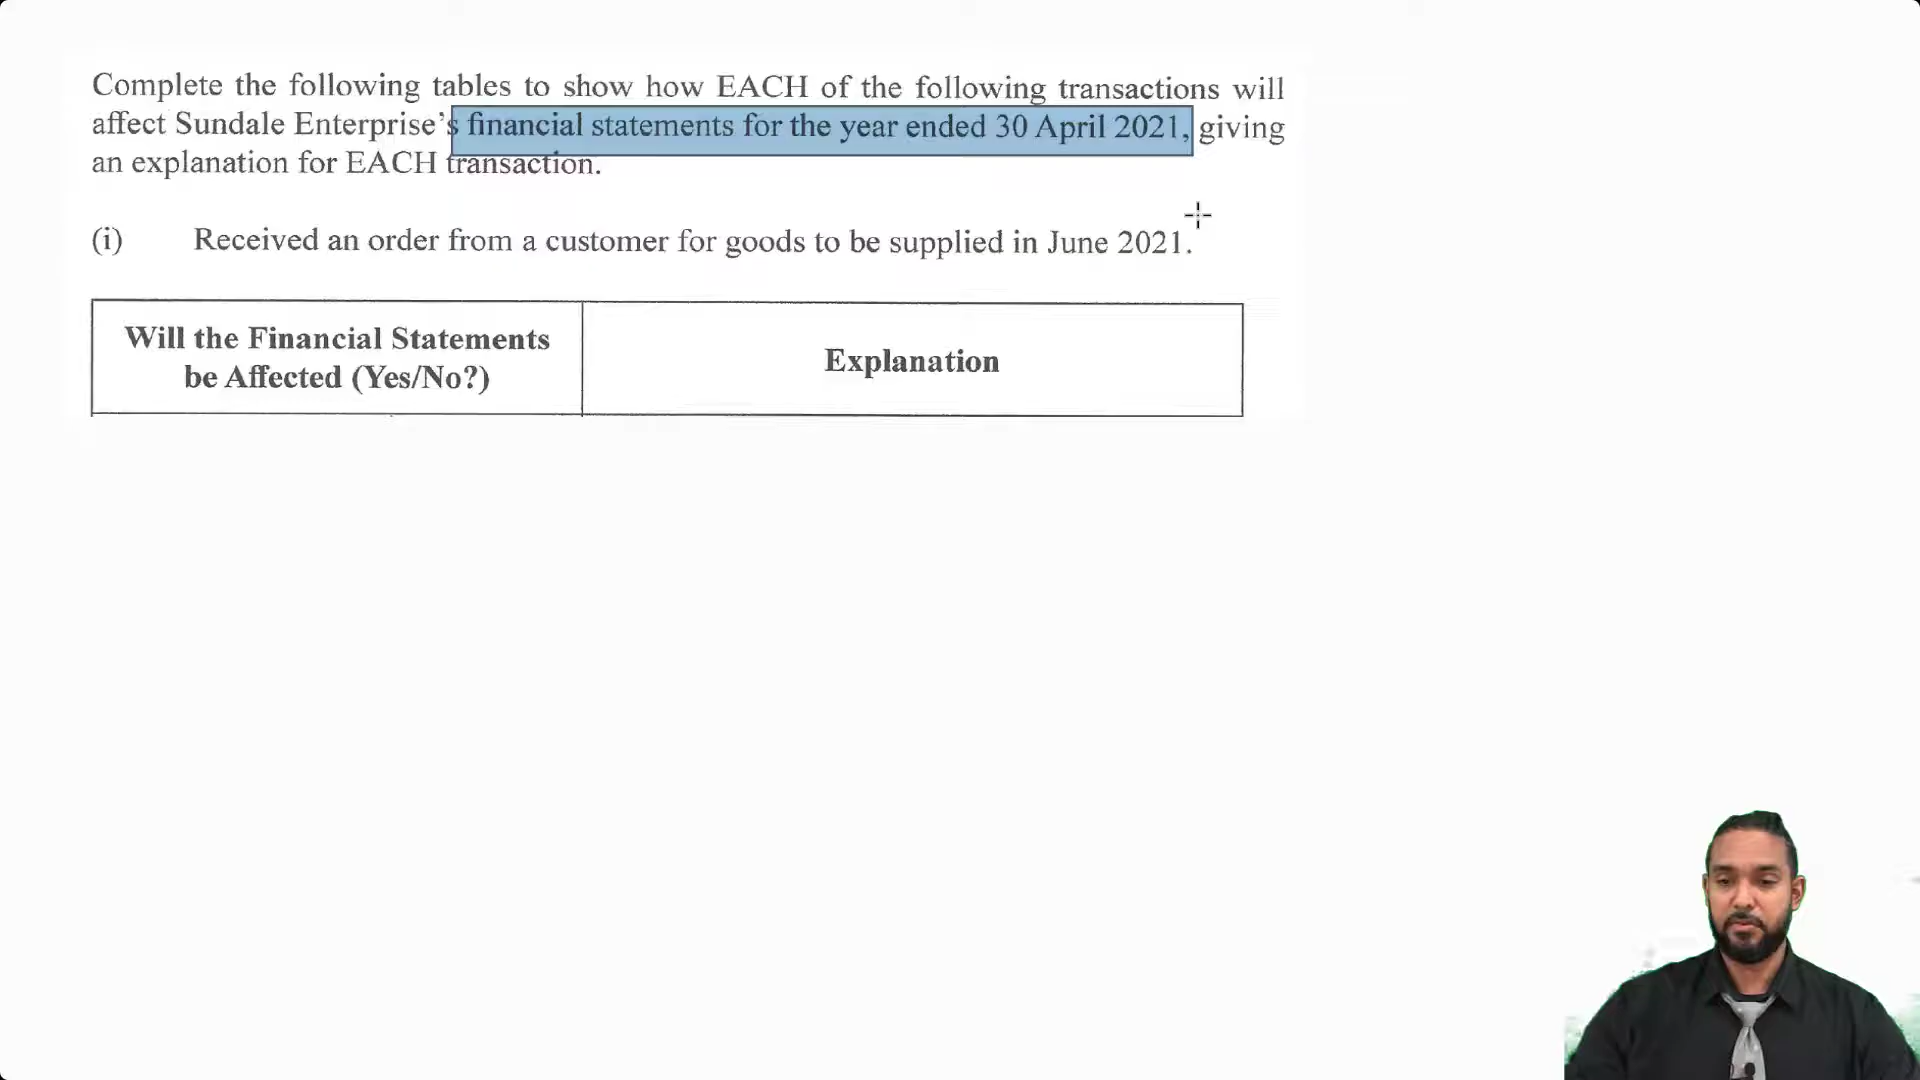 Complete the following tables to show how EACH of the following transactions will
affect Sundale Enterprise's financial statements for the year ended 30 April 2021, giving
an explanation for EACH transaction.
(i) Received an order from a customer for goods to be supplied in June 2021.
Will the Financial Statements
be Affected (Yes/No?)
Explanation